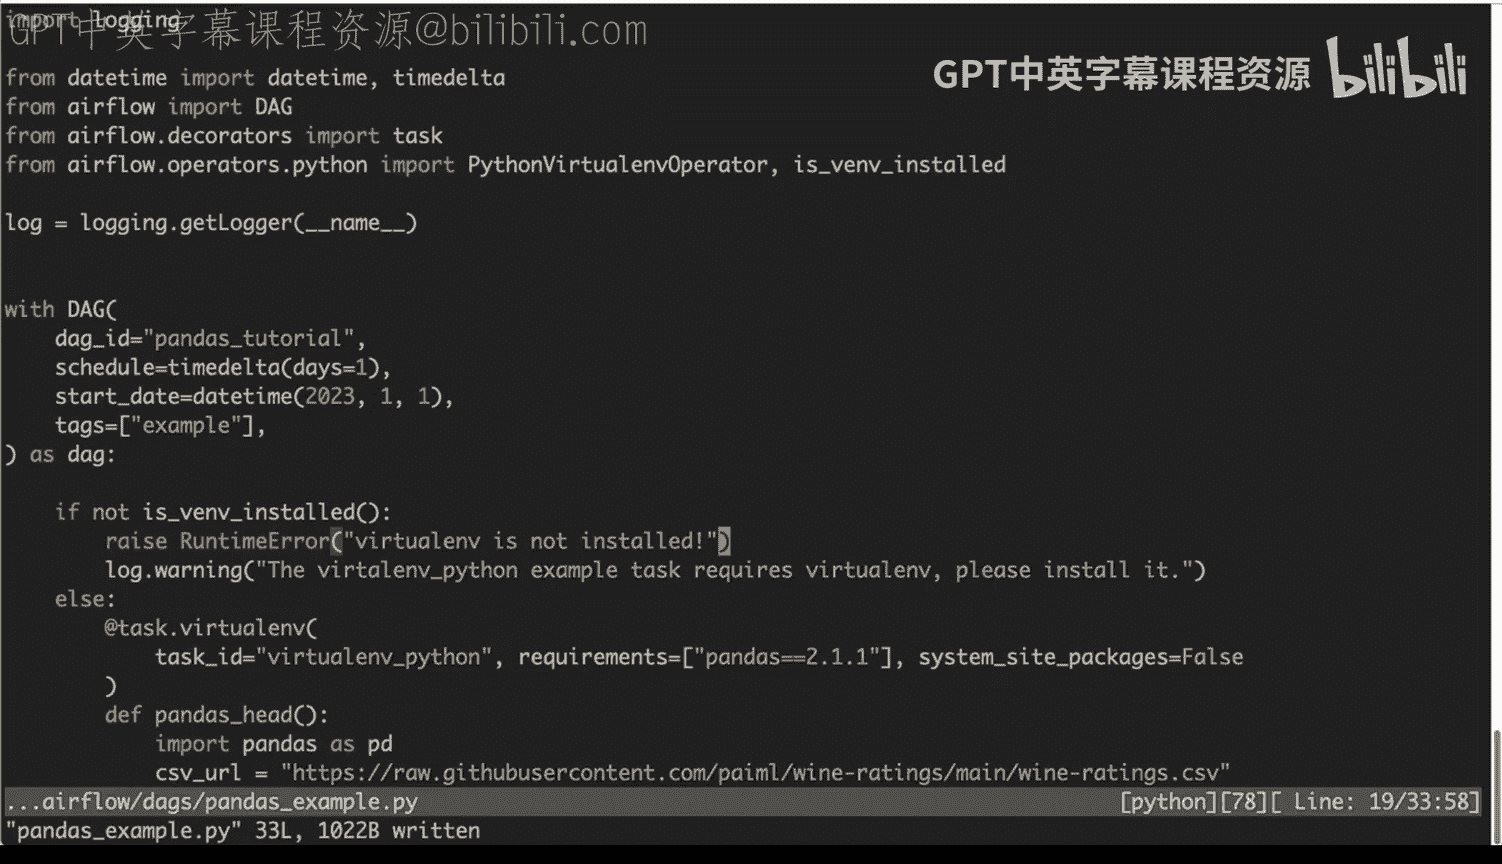 import logging
GPT中英字幕课程资源@bilibili.com
GPT中英字幕课程资源 bilibili
from datetime import datetime, timedelta
from airflow import DAG
from airflow.decorators import task
from airflow.operators.python import PythonVirtualenvOperator, is_venv_installed
log = logging.getLogger(__name__)
with DAG(
    dag_id="pandas_tutorial",
    schedule=timedelta(days=1),
    start_date=datetime(2023, 1, 1),
    tags=["example"],
) as dag:
    if not is_venv_installed():
        raise RuntimeError("virtualenv is not installed!")
        log.warning("The virtalenv_python example task requires virtualenv, please install it.")
    else:
        @task.virtualenv(
            task_id="virtualenv_python", requirements=["pandas==2.1.1"], system_site_packages=False
        )
        def pandas_head():
            import pandas as pd
            csv_url = "https://raw.githubusercontent.com/paiml/wine-ratings/main/wine-ratings.csv"
...airflow/dags/pandas_example.py [python][78][ Line: 19/33:58]
"pandas_example.py" 33L, 1022B written